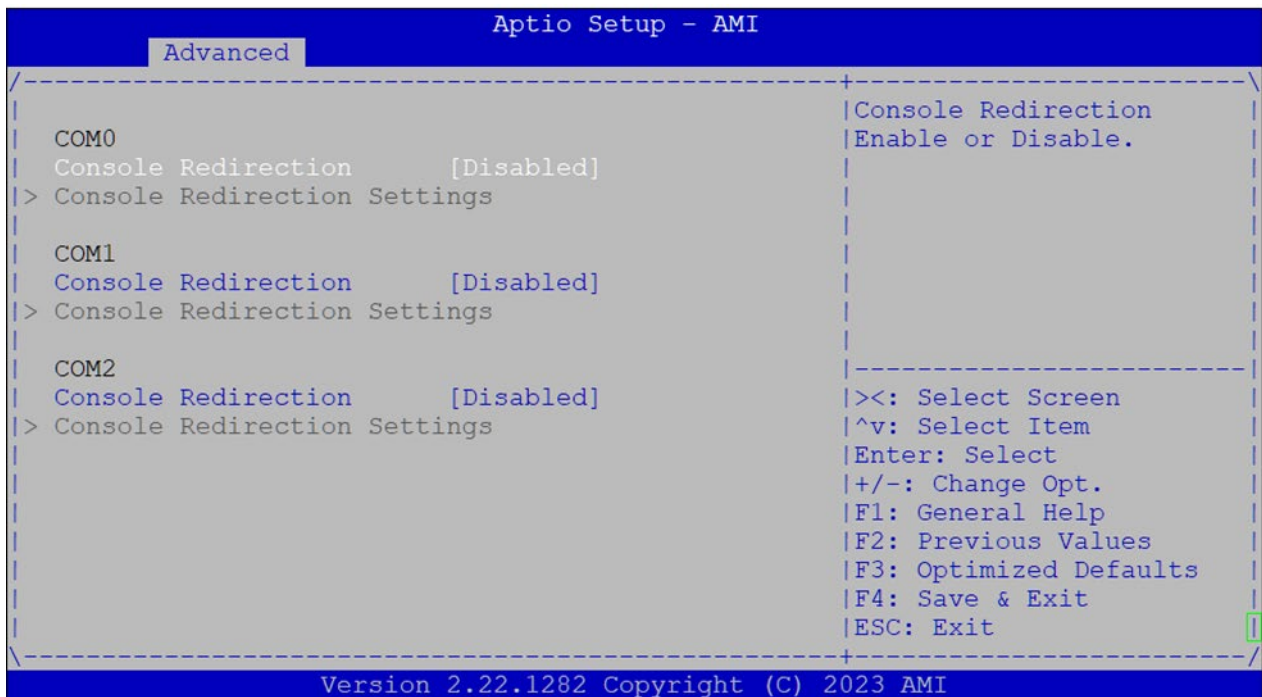 Aptio Setup - AMI
Advanced
Console Redirection
COM0 Enable or Disable.
Console Redirection [Disabled]
> Console Redirection Settings
COM1
Console Redirection [Disabled]
> Console Redirection Settings
COM2
Console Redirection [Disabled] ><: Select Screen
> Console Redirection Settings ^v: Select Item
Enter: Select
+/-: Change Opt.
F1: General Help
F2: Previous Values
F3: Optimized Defaults
F4: Save & Exit
ESC: Exit
Version 2.22.1282 Copyright (C) 2023 AMI